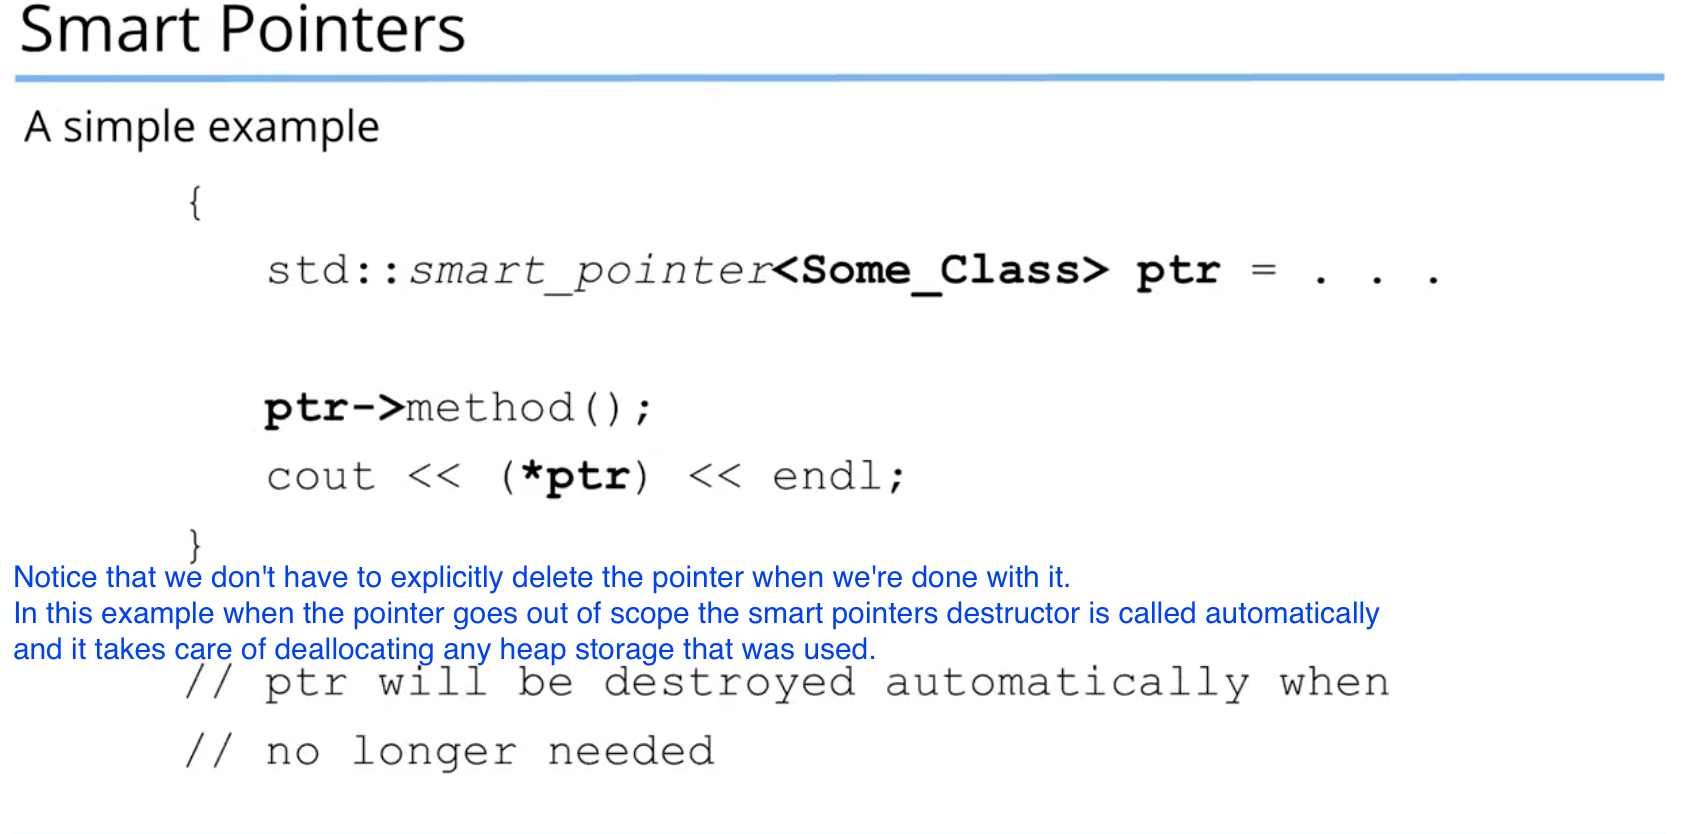 Smart Pointers
A simple example
{
std::smart_pointer<Some_Class> ptr = . . .
ptr->method();
cout << (*ptr) << endl;
}
Notice that we don't have to explicitly delete the pointer when we're done with it.
In this example when the pointer goes out of scope the smart pointers destructor is called automatically
and it takes care of deallocating any heap storage that was used.
// ptr will be destroyed automatically when
// no longer needed